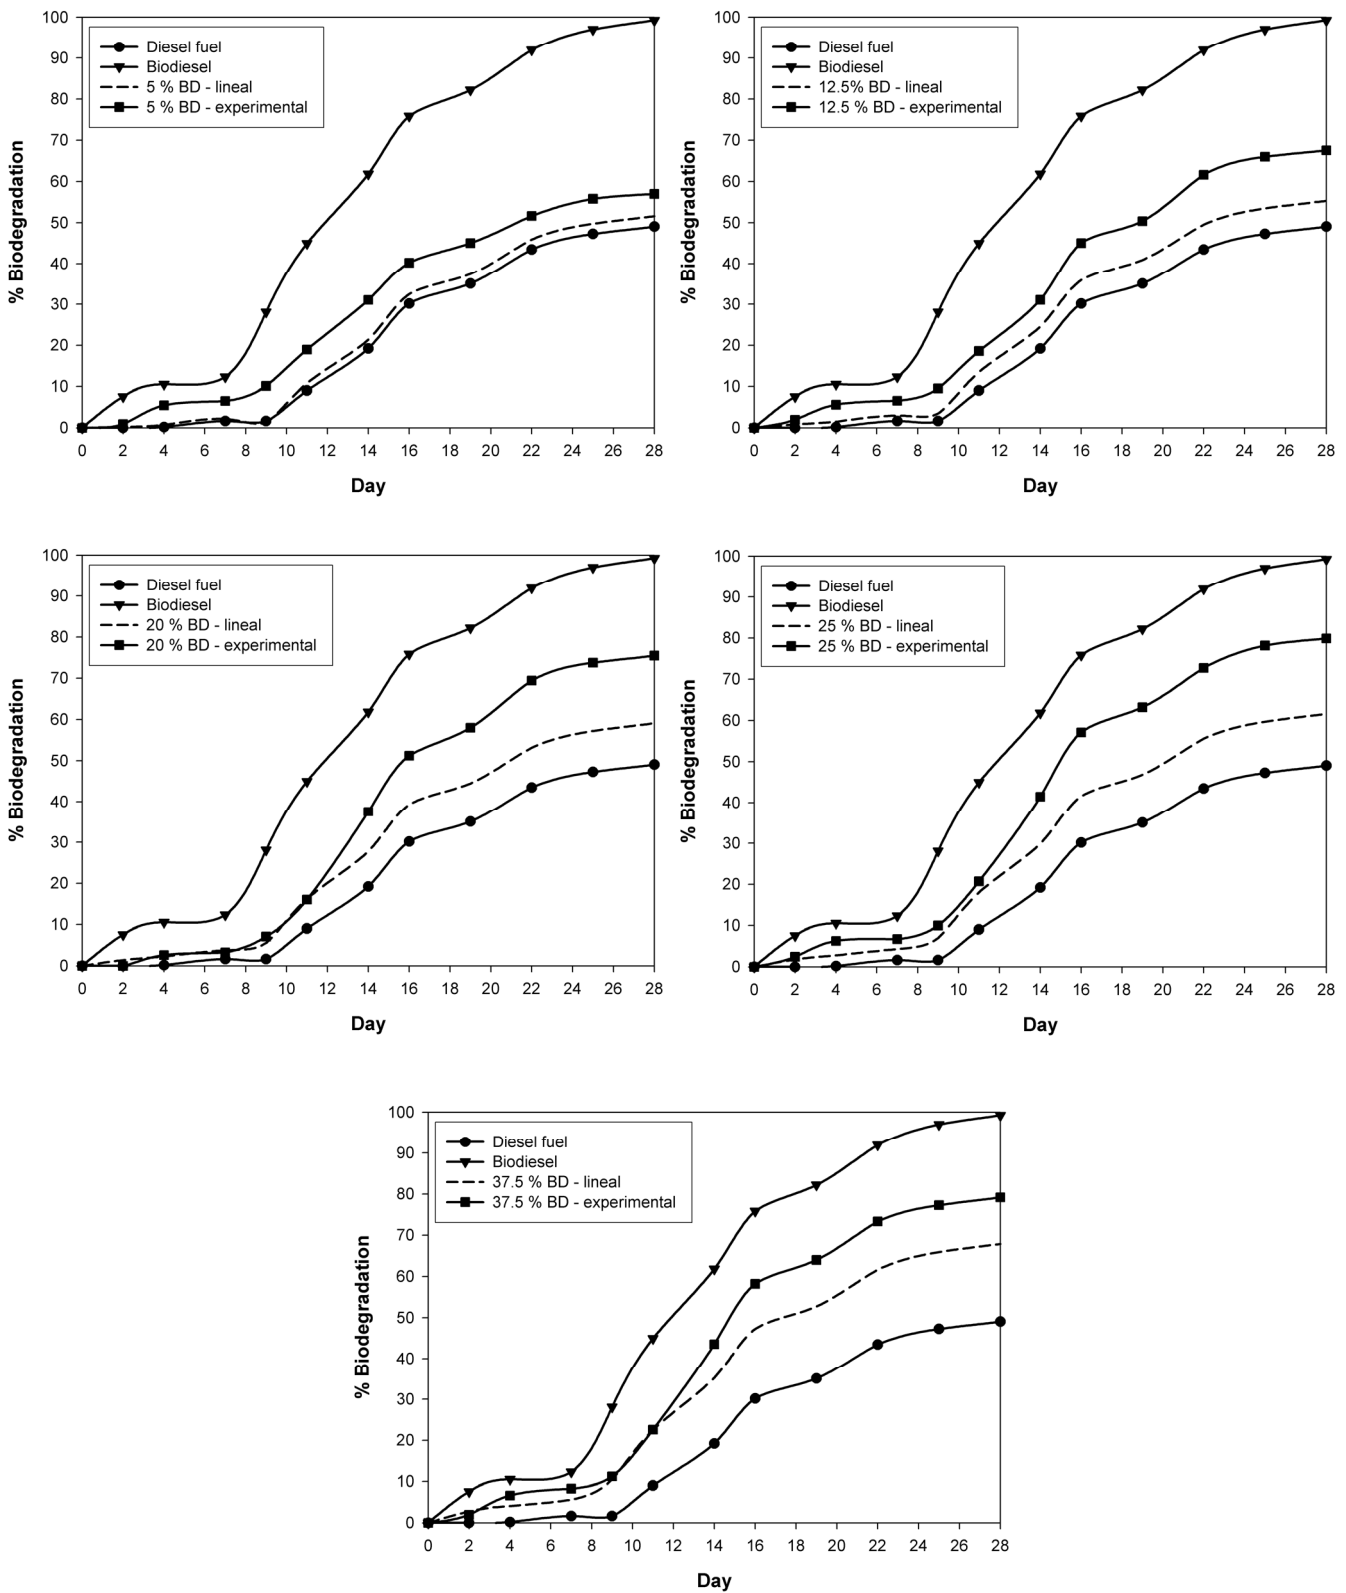 100
90
80
70
60
50
40
30
20
10
0
% Biodegradation
Diesel fuel
Biodiesel
5 % BD - lineal
5 % BD - experimental
0 2 4 6 8 10 12 14 16 18 20 22 24 26 28
Day
100
90
80
70
60
50
40
30
20
10
0
% Biodegradation
Diesel fuel
Biodiesel
12.5% BD - lineal
12.5 % BD - experimental
0 2 4 6 8 10 12 14 16 18 20 22 24 26 28
Day
100
90
80
70
60
50
40
30
20
10
0
% Biodegradation
Diesel fuel
Biodiesel
20 % BD - lineal
20 % BD - experimental
0 2 4 6 8 10 12 14 16 18 20 22 24 26 28
Day
100
90
80
70
60
50
40
30
20
10
0
% Biodegradation
Diesel fuel
Biodiesel
25 % BD - lineal
25 % BD - experimental
0 2 4 6 8 10 12 14 16 18 20 22 24 26 28
Day
100
90
80
70
60
50
40
30
20
10
0
% Biodegradation
Diesel fuel
Biodiesel
37.5 % BD - lineal
37.5 % BD - experimental
0 2 4 6 8 10 12 14 16 18 20 22 24 26 28
Day